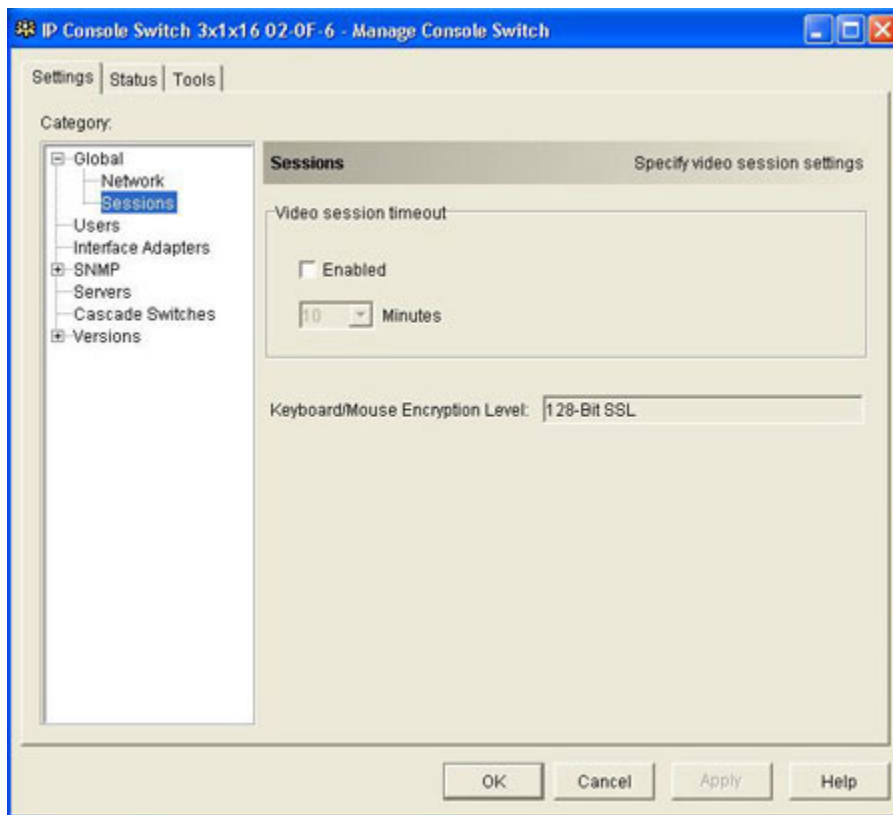 IP Console Switch 3x1x16 02-0F-6 - Manage Console Switch
Settings Status Tools
Category:
Global
Network
Sessions
Users
Interface Adapters
SNMP
Servers
Cascade Switches
Versions
Sessions Specify video session settings
Video session timeout
Enabled
10 Minutes
Keyboard/Mouse Encryption Level: 128-Bit SSL
OK Cancel Apply Help